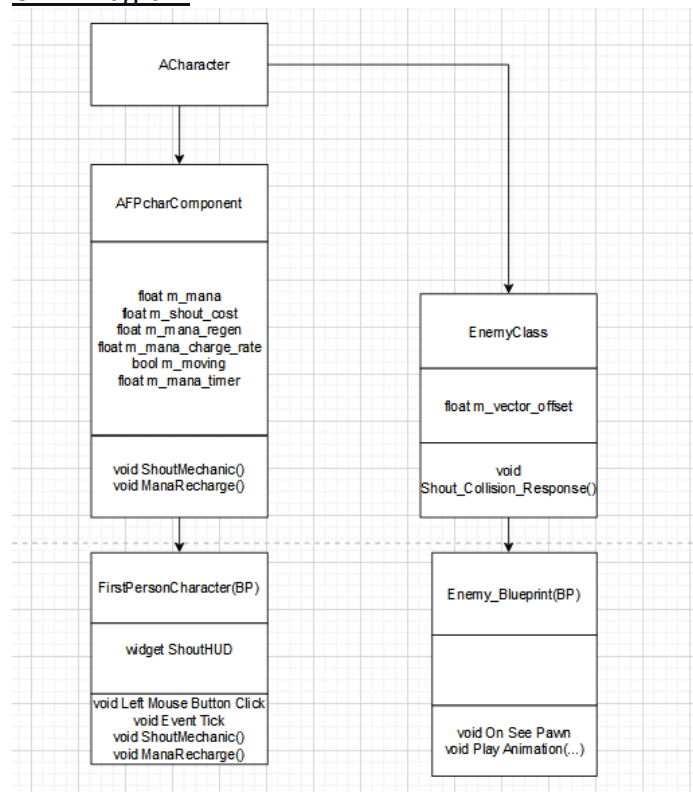 ACharacter
AFPcharComponent
float m_mana
float m_shout_cost
float m_mana_regen
float m_mana_charge_rate
bool m_moving
float m_mana_timer
void ShoutMechanic()
void ManaRecharge()
FirstPersonCharacter(BP)
widget ShoutHUD
void Left Mouse Button Click
void Event Tick
void ShoutMechanic()
void ManaRecharge()
EnemyClass
float m_vector_offset
void
Shout_Collision_Response()
Enemy_Blueprint(BP)
void On See Pawn
void Play Animation(...)